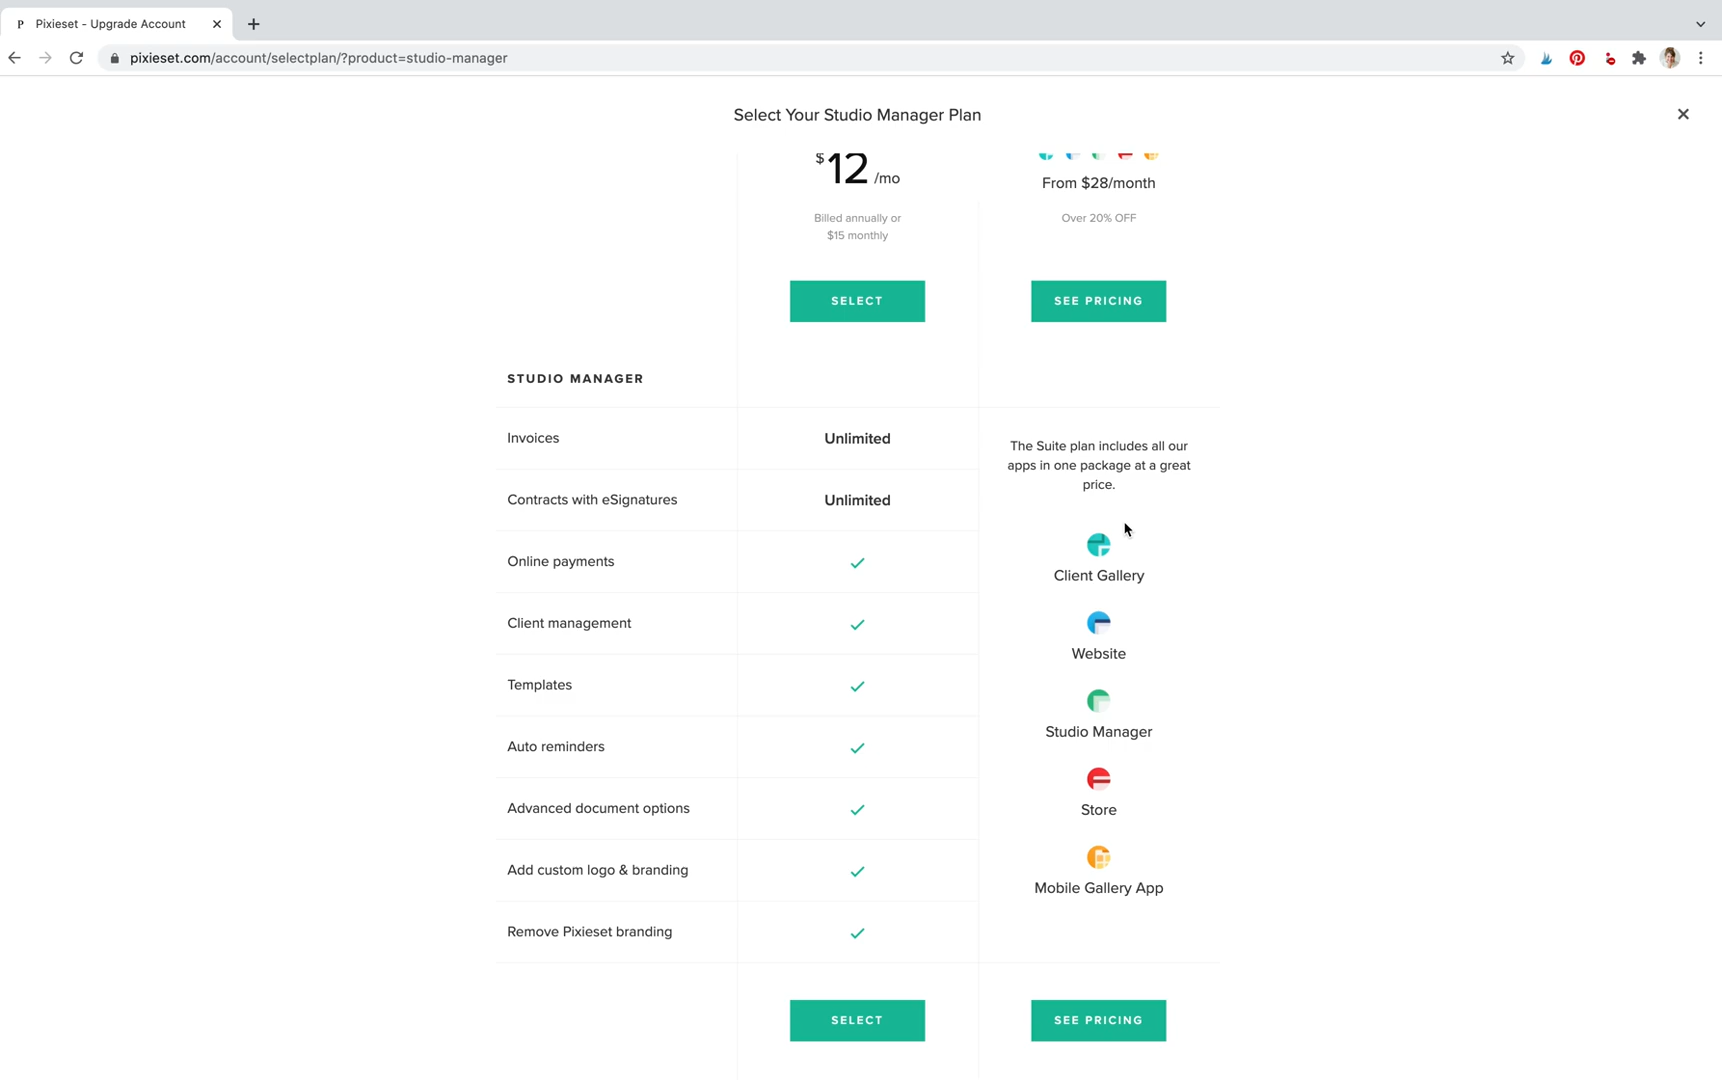 P Pixieset - Upgrade Account
pixieset.com/account/selectplan/?product=studio-manager
Select Your Studio Manager Plan
$12 /mo
Billed annually or
$15 monthly
SELECT
From $28/month
Over 20% OFF
SEE PRICING
STUDIO MANAGER
Invoices
Unlimited
Contracts with eSignatures
Unlimited
Online payments
Client management
Templates
Auto reminders
Advanced document options
Add custom logo & branding
Remove Pixieset branding
The Suite plan includes all our
apps in one package at a great
price.
Client Gallery
Website
Studio Manager
Store
Mobile Gallery App
SELECT
SEE PRICING